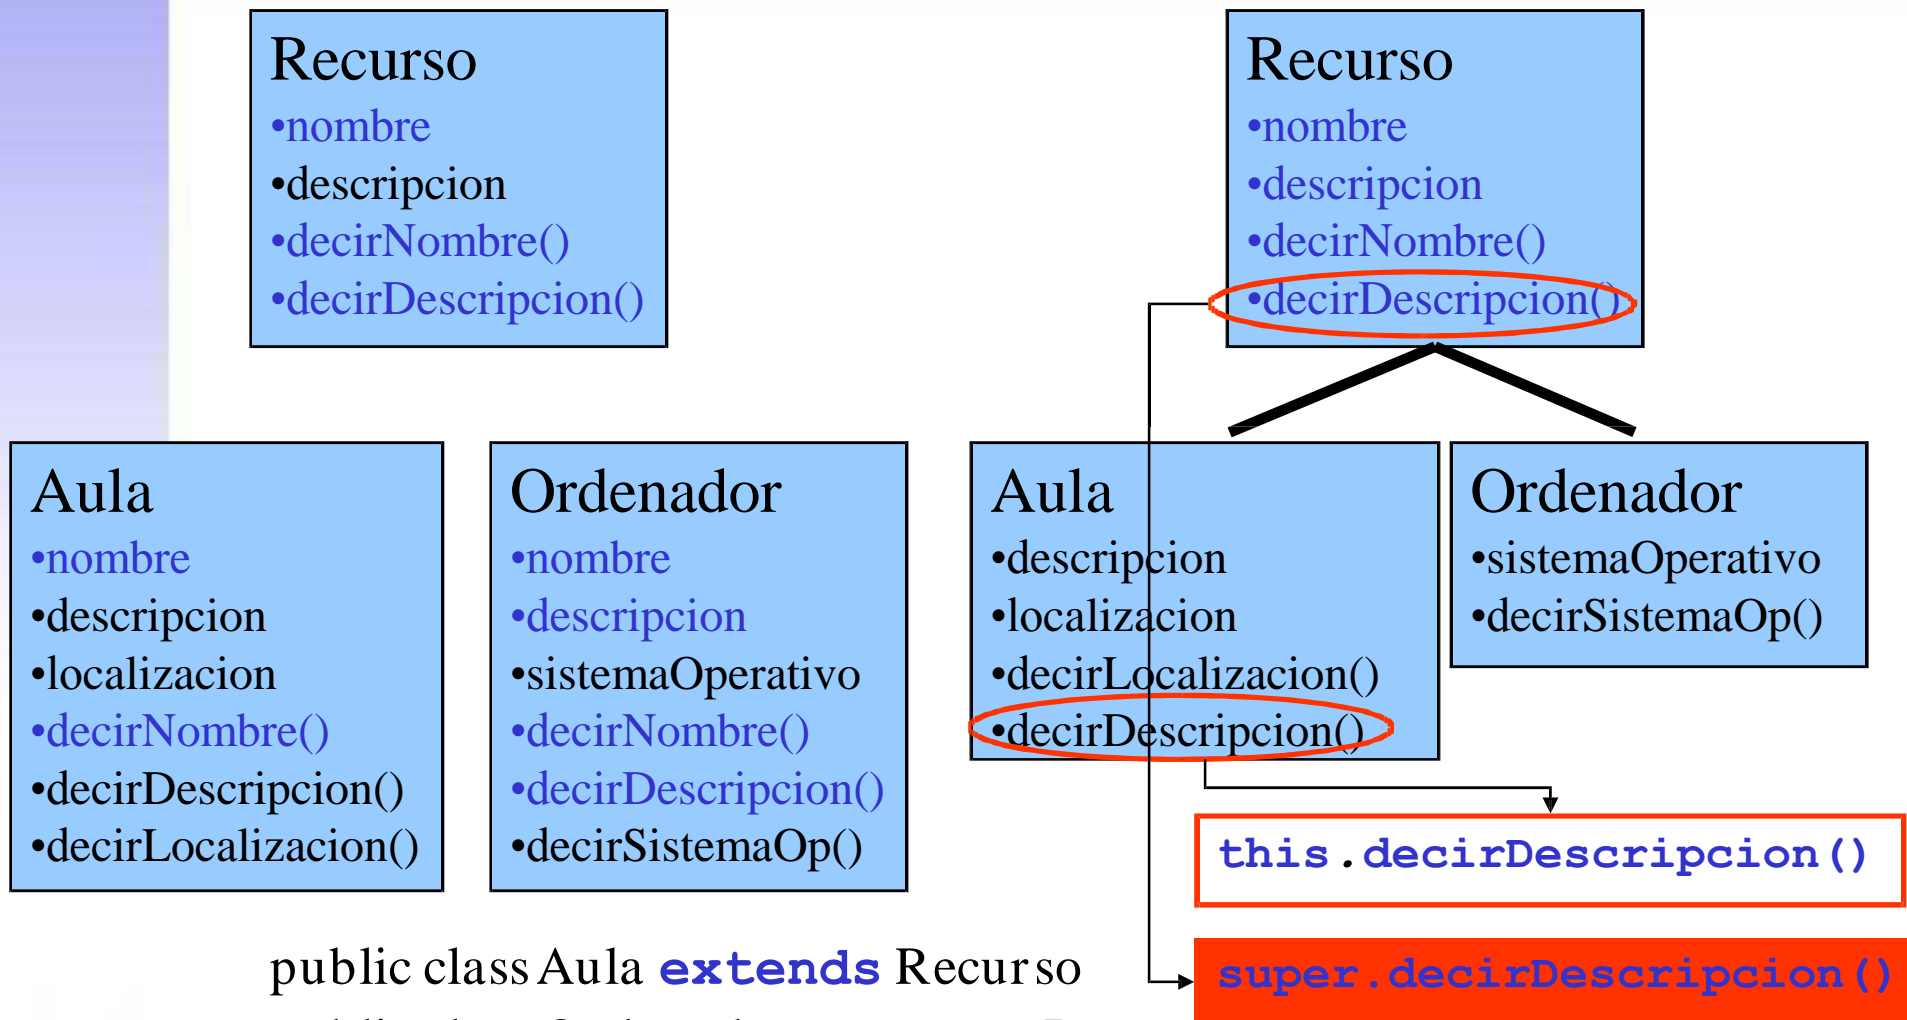 Recurso
•nombre
•descripcion
•decirNombre()
•decirDescripcion()
Recurso
•nombre
•descripcion
•decirNombre()
•decirDescripcion()
Aula
•nombre
•descripcion
•localizacion
•decirNombre()
•decirDescripcion()
•decirLocalizacion()
Ordenador
•nombre
•descripcion
•sistemaOperativo
•decirNombre()
•decirDescripcion()
•decirSistemaOp()
Aula
•descripcion
•localizacion
•decirLocalizacion()
•decirDescripcion()
Ordenador
•sistemaOperativo
•decirSistemaOp()
this.decirDescripcion()
super.decirDescripcion()
public class Aula extends Recurso